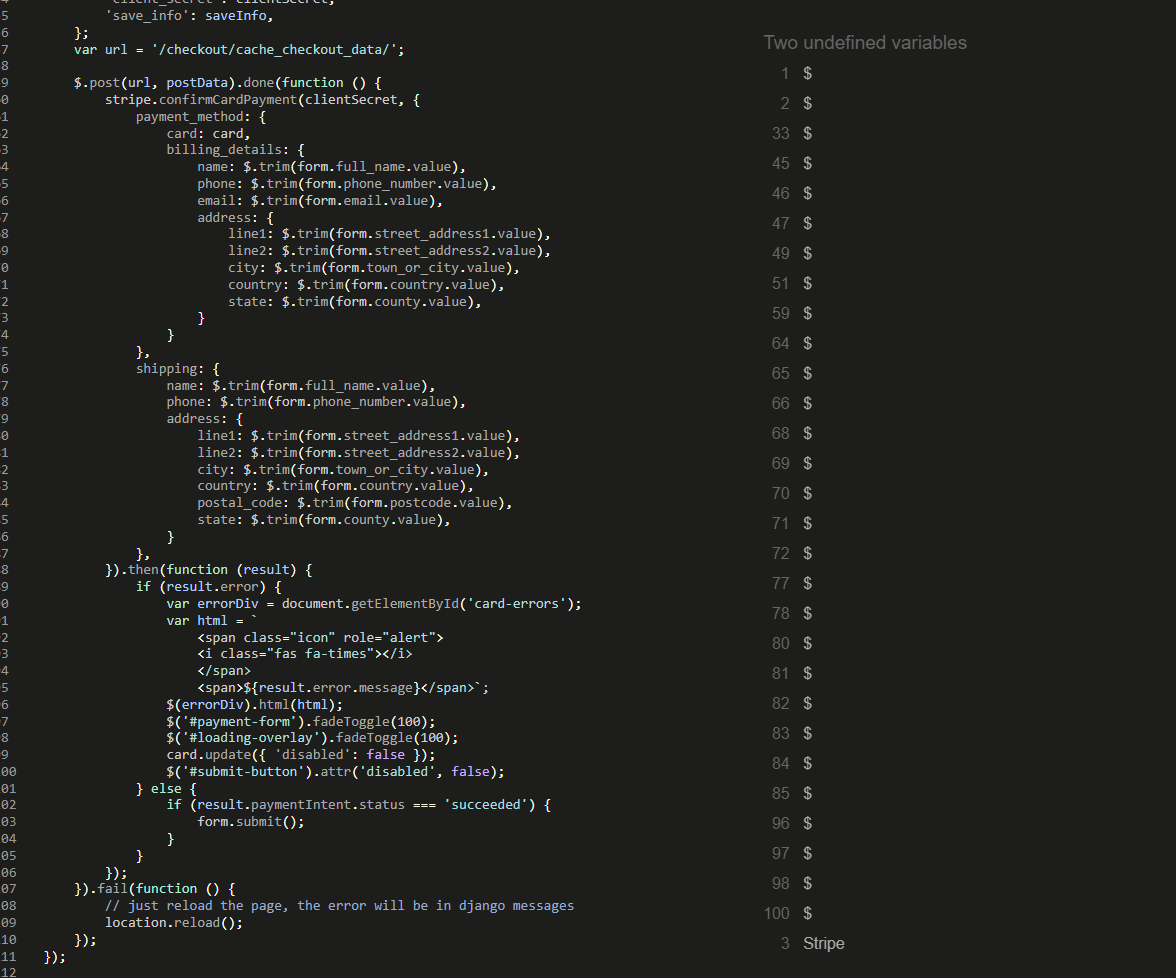 5 'save_info': saveInfo,
6 };
7 var url = '/checkout/cache_checkout_data/';
8
9 $.post(url, postData).done(function () {
0 stripe.confirmCardPayment(clientSecret, {
1 payment_method: {
2 card: card,
3 billing_details: {
4 name: $.trim(form.full_name.value),
5 phone: $.trim(form.phone_number.value),
6 email: $.trim(form.email.value),
7 address: {
8 line1: $.trim(form.street_address1.value),
9 line2: $.trim(form.street_address2.value),
0 city: $.trim(form.town_or_city.value),
1 country: $.trim(form.country.value),
2 state: $.trim(form.county.value),
3 }
4 }
5 },
6 shipping: {
7 name: $.trim(form.full_name.value),
8 phone: $.trim(form.phone_number.value),
9 address: {
0 line1: $.trim(form.street_address1.value),
1 line2: $.trim(form.street_address2.value),
2 city: $.trim(form.town_or_city.value),
3 country: $.trim(form.country.value),
4 postal_code: $.trim(form.postcode.value),
5 state: $.trim(form.county.value),
6 }
7 },
8 }).then(function (result) {
9 if (result.error) {
0 var errorDiv = document.getElementById('card-errors');
1 var html = `
2 <span class="icon" role="alert">
3 <i class="fas fa-times"></i>
4 </span>
5 <span>${result.error.message}</span>`;
6 $(errorDiv).html(html);
7 $('#payment-form').fadeToggle(100);
8 $('#loading-overlay').fadeToggle(100);
9 card.update({ 'disabled': false });
00 $('#submit-button').attr('disabled', false);
01 } else {
02 if (result.paymentIntent.status === 'succeeded') {
03 form.submit();
04 }
05 }
06 });
07 }).fail(function () {
08 // just reload the page, the error will be in django messages
09 location.reload();
10 });
11 });
12
Two undefined variables
1 $
2 $
33 $
45 $
46 $
47 $
49 $
51 $
59 $
64 $
65 $
66 $
68 $
69 $
70 $
71 $
72 $
77 $
78 $
80 $
81 $
82 $
83 $
84 $
85 $
96 $
97 $
98 $
100 $
3 Stripe